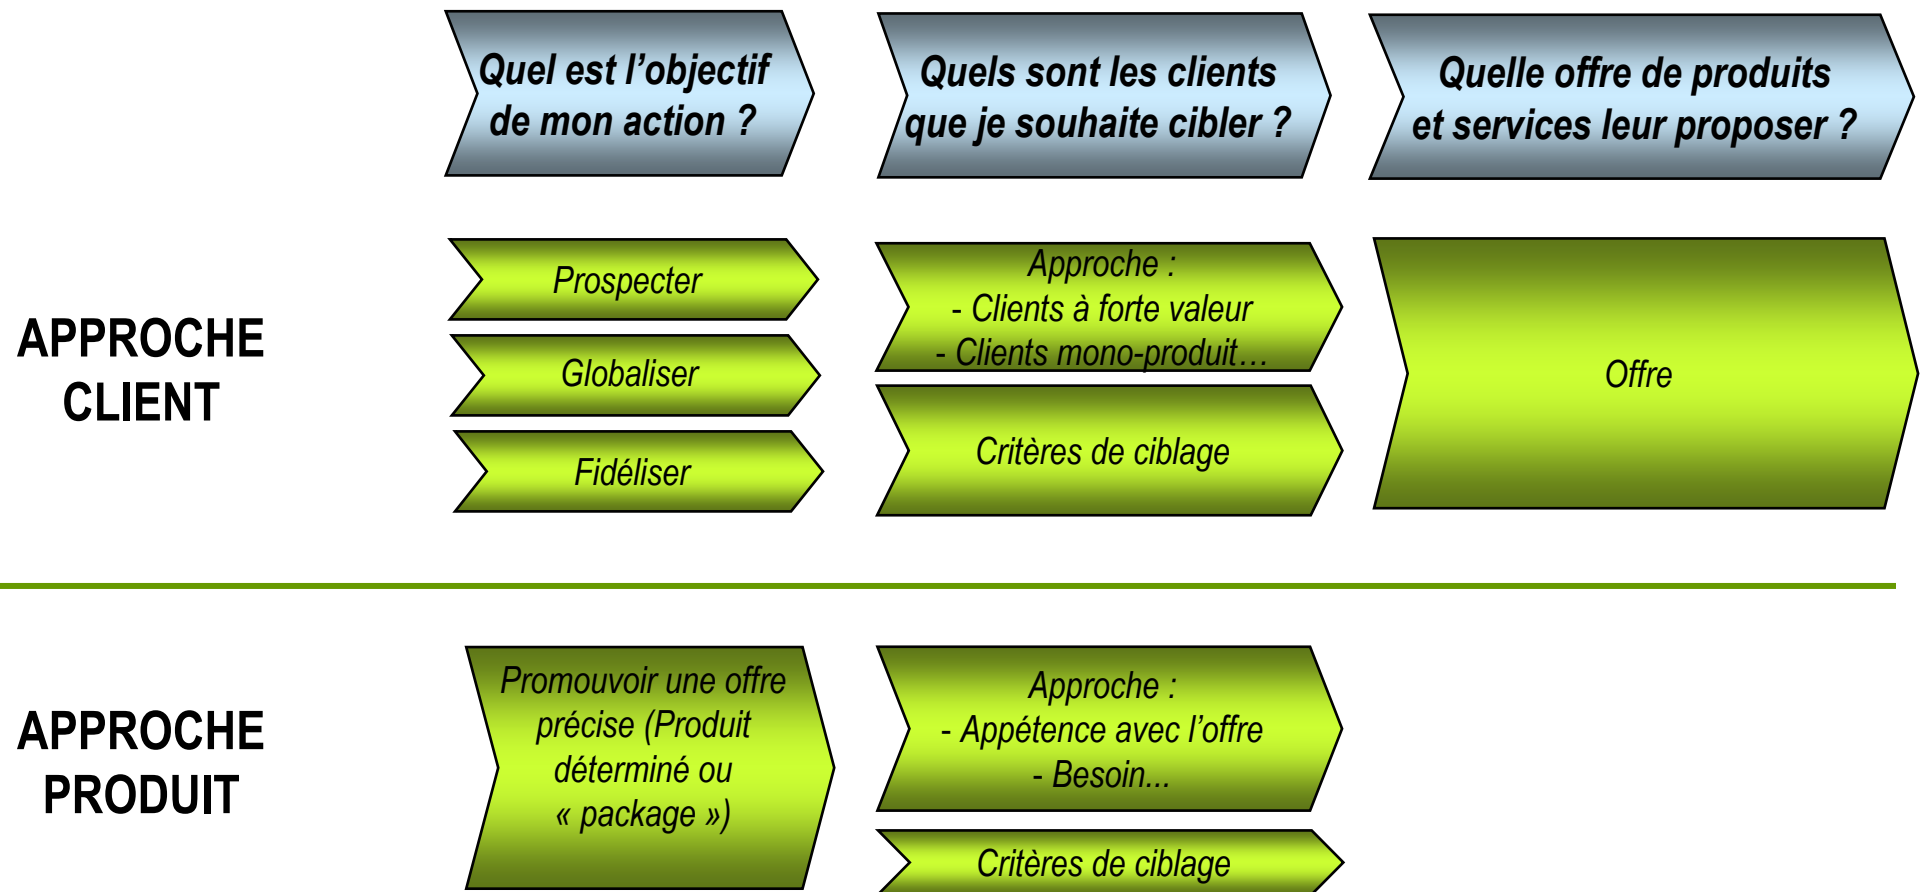 Quel est l’objectif
de mon action ?
Quels sont les clients
que je souhaite cibler ?
Quelle offre de produits
et services leur proposer ?
APPROCHE
CLIENT
Prospecter
Globaliser
Fidéliser
Approche :
- Clients à forte valeur
- Clients mono-produit…
Critères de ciblage
Offre
APPROCHE
PRODUIT
Promouvoir une offre
précise (Produit
déterminé ou
« package »)
Approche :
- Appétence avec l’offre
- Besoin...
Critères de ciblage